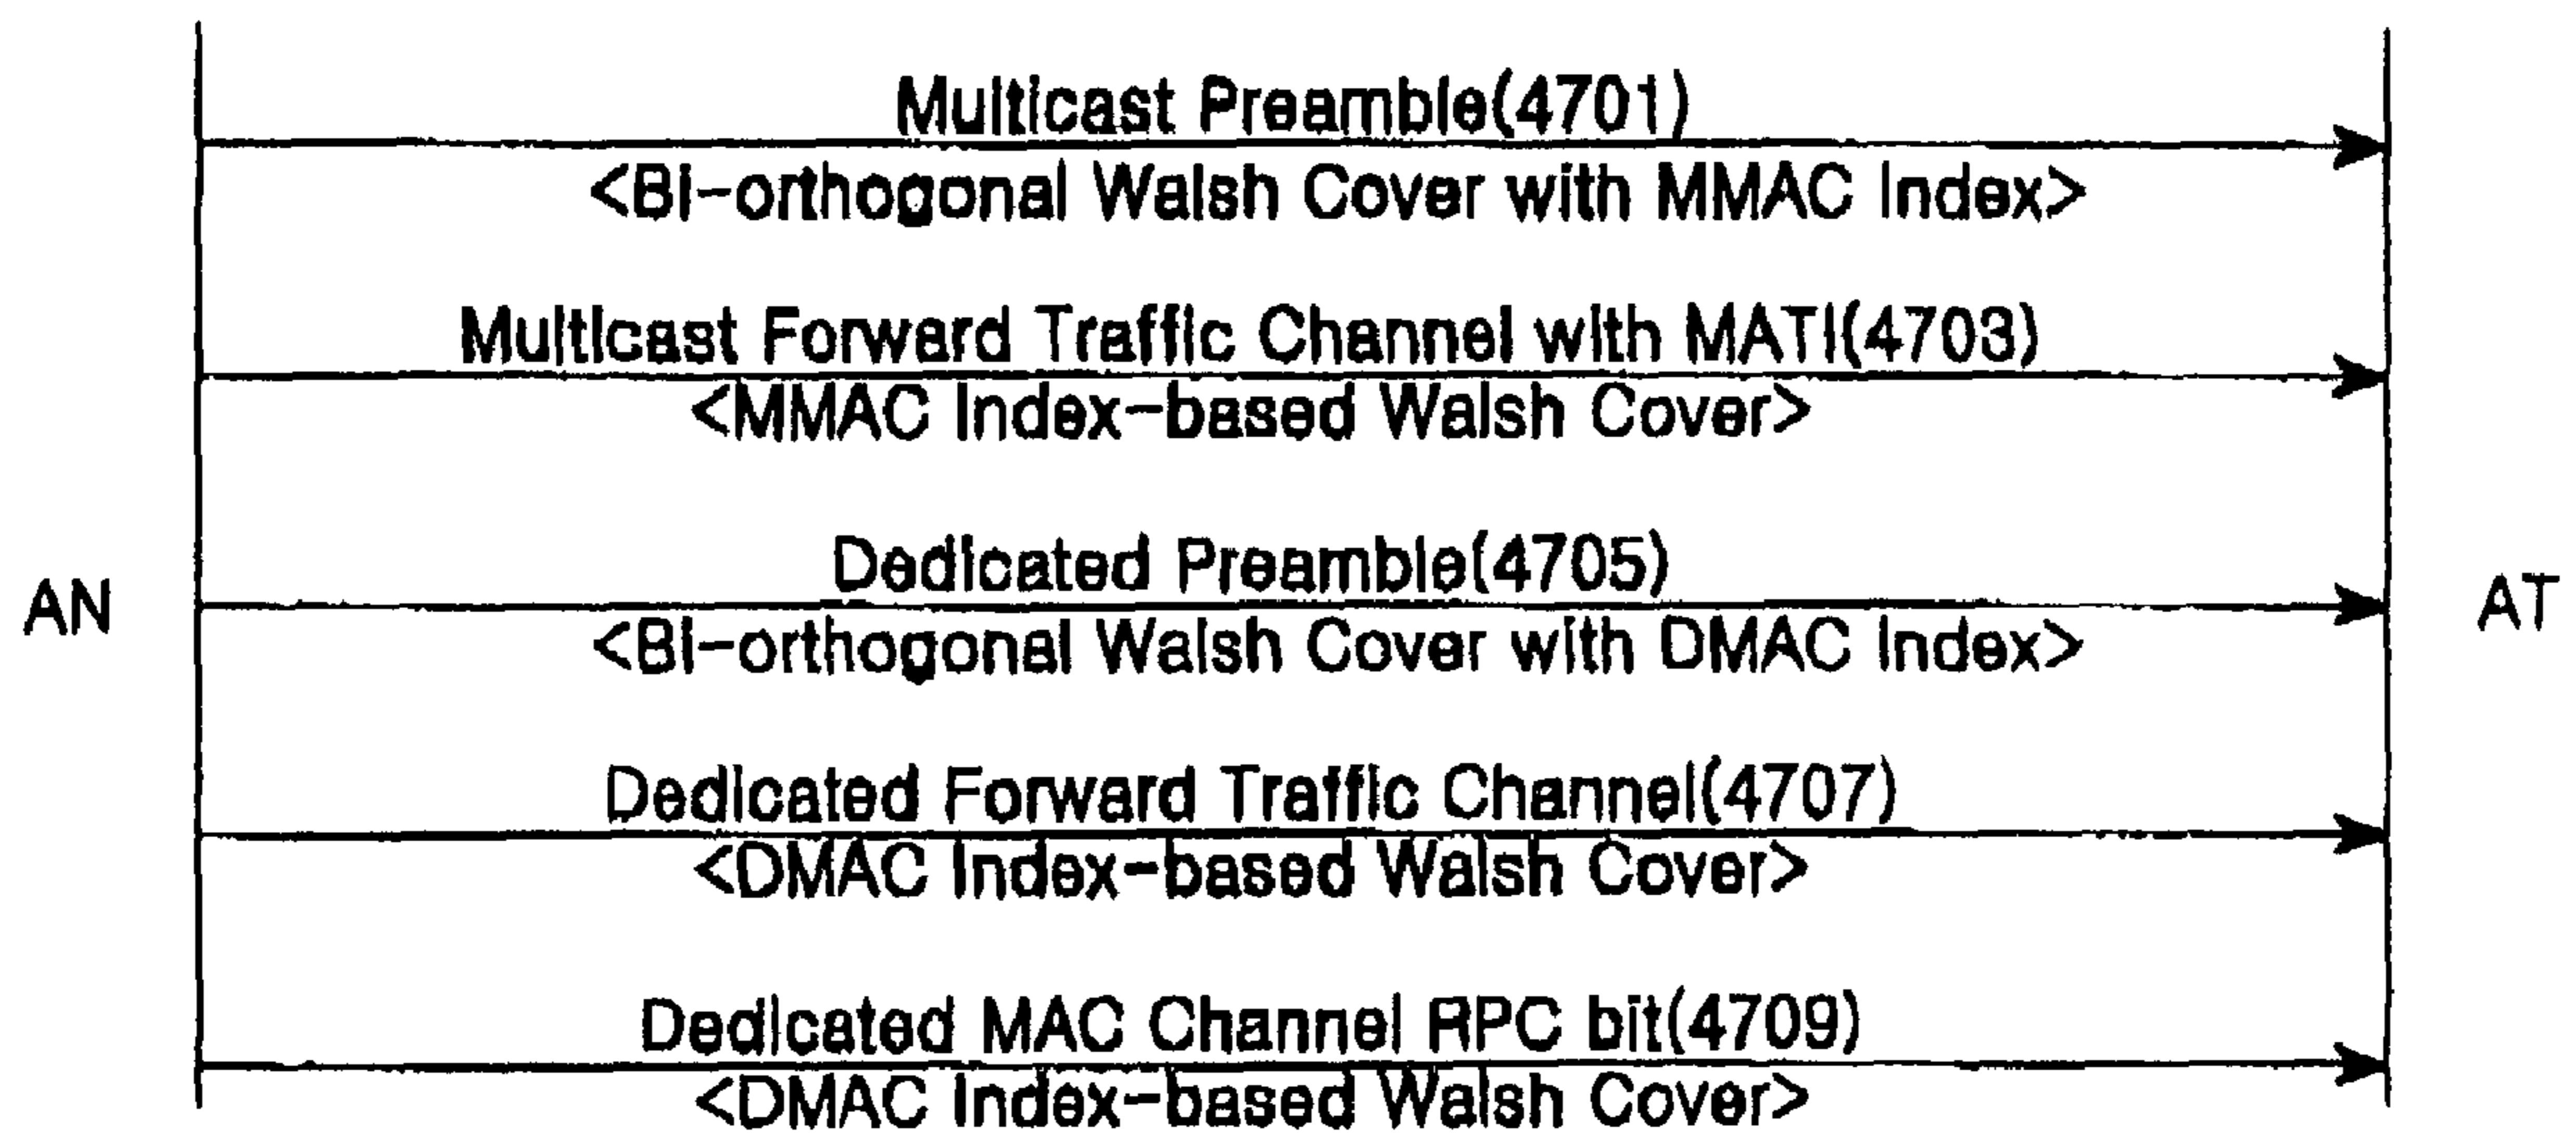 Multicast Preamble(4701)
<Bi-orthogonal Walsh Cover with MMAC Index>
Multicast Forward Traffic Channel with MATI(4703)
<MMAC Index-based Walsh Cover>
Dedicated Preamble(4705)
AN
AT
<Bi-orthogonal Walsh Cover with DMAC Index>
Dedicated Forward Traffic Channel(4707)
<DMAC Index-based Walsh Cover>
Dedicated MAC Channel RPC bit(4709)
<DMAC Index-based Walsh Cover>